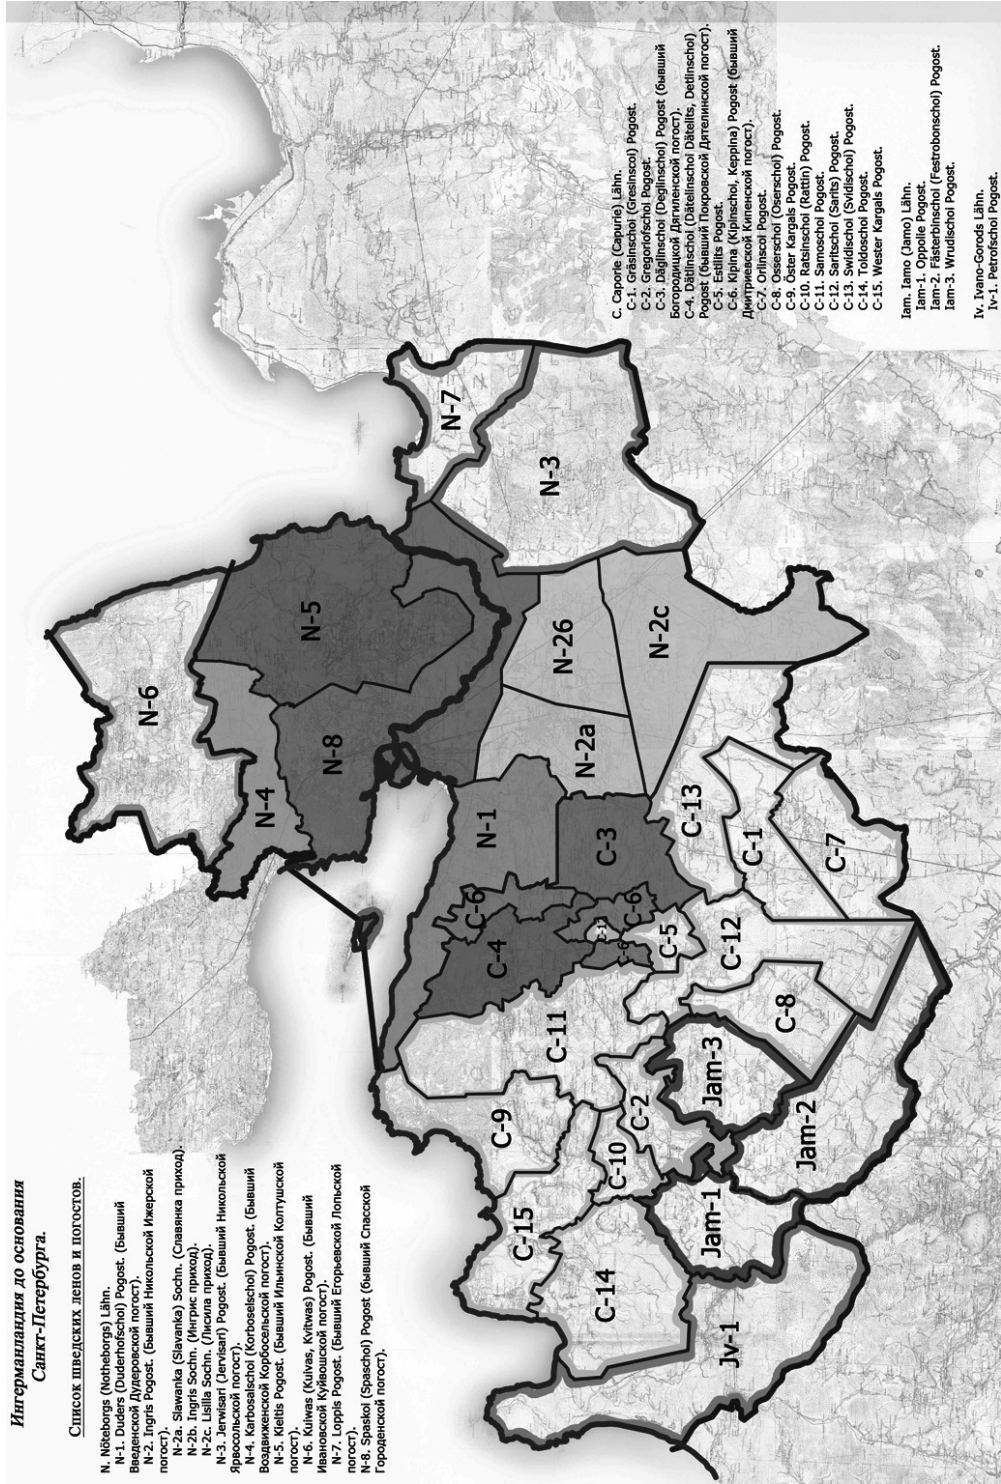 Ингерманландия до основания
Санкт-Петербурга.
Список шведских ленов и погостов.
N. Nöteborgs (Notheborgs) Lähn.
N-1. Duders (Duderhofschol) Pogost. (Бывший
Введенской Дудеровской погост).
N-2. Ingris Pogost. (Бывший Никольской Ижерской
погост).
N-2a. Slawanka (Slavanka) Sochn. (Славянка приход).
N-2b. Ingris Sochn. (Ингрис приход).
N-2c. Lisilla Sochn. (Лисила приход).
N-3. Jerwisari (Jervisari) Pogost. (Бывший Никольской
Ярвосольской погост).
N-4. Karbosalschol (Korboselschol) Pogost. (Бывший
Воздвиженской Корбосельской погост).
N-5. Kieltis Pogost. (Бывший Ильинской Колтушской
погост).
N-6. Kuiwas (Kuivas, Kvitwas) Pogost. (Бывший
Ивановской Куйвошской погост).
N-7. Loppis Pogost. (Бывший Егорьевской Лопьской
погост).
N-8. Spaskoi (Spaschol) Pogost (бывший Спасской
Городенской погост).
C. Caporie (Capurie) Lähn.
C-1. Gräsinschol (Gresinscol) Pogost.
C-2. Gregoriofschol Pogost.
C-3. Däglinschol (Deglinschol) Pogost (бывший
Богородицкой Дягиленской погост).
C-4. Dätlinschol (Dätelinschol Dätelits, Detlinschol)
Pogost (бывший Покровской Дятелинской погост).
C-5. Estilits Pogost.
C-6. Kipina (Kipinschol, Keppina) Pogost (бывший
Дмитриевской Кипенской погост).
C-7. Orlinscol Pogost.
C-8. Osserschol (Oserschol) Pogost.
C-9. Öster Kargals Pogost.
C-10. Ratsinschol (Rattin) Pogost.
C-11. Samoschol Pogost.
C-12. Saritschol (Sarits) Pogost.
C-13. Swidischol (Svidischol) Pogost.
C-14. Toldoschol Pogost.
C-15. Wester Kargals Pogost.
Iam. Iamo (Jamo) Lähn.
Iam-1. Oppolie Pogost.
Iam-2. Fästerbinschol (Festrobonschol) Pogost.
Iam-3. Wrudischol Pogost.
Iv. Ivano-Gorods Lähn.
Iv-1. Petrofschol Pogost
N-6
N-5
N-7
N-8
N-4
N-3
N-1
N-2б
N-2a
N-2c
C-6
C-4
C-3
C-13
C-6
C-6
C-5
C-1
C-11
C-12
C-7
C-9
C-8
C-2
Jam-3
C-10
Jam-2
C-15
Jam-1
C-14
Jv-1